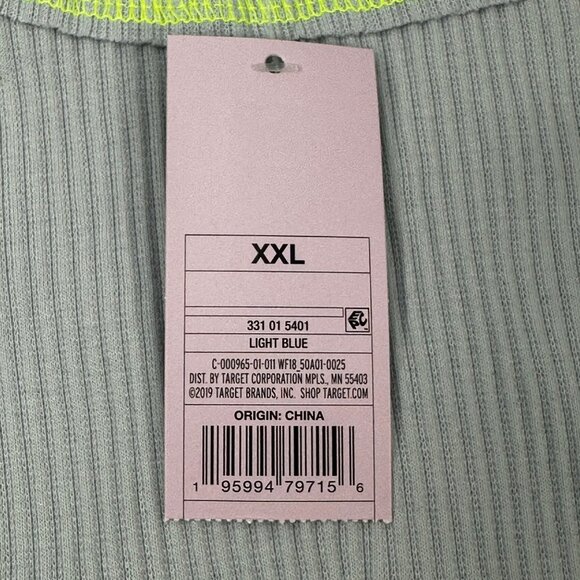 XXL
331 01 5401
LIGHT BLUE
C-000965-01-011 WF18_50A01-0025
DIST. BY TARGET CORPORATION MPLS., MN 55403
©2019 TARGET BRANDS, INC. SHOP TARGET.COM
ORIGIN: CHINA
1 95994 79715 6